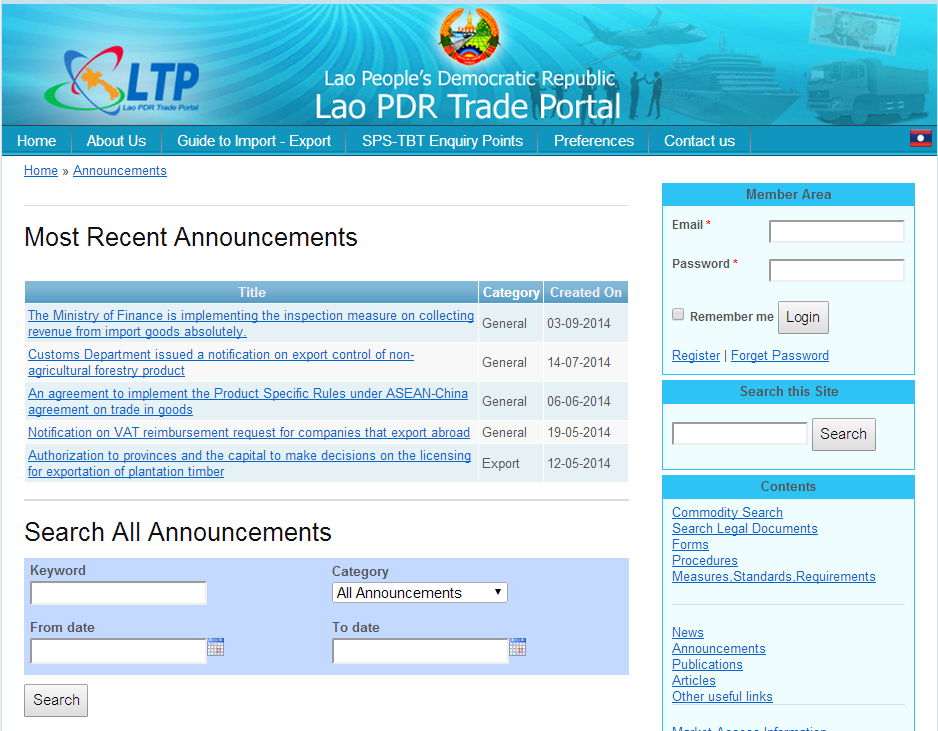 LTP
Lao PDR Trade Portal
Lao People's Democratic Republic
Lao PDR Trade Portal
Home
About Us
Guide to Import - Export
SPS-TBT Enquiry Points
Preferences
Contact us
Home » Announcements
Most Recent Announcements
Title Category Created On
The Ministry of Finance is implementing the inspection measure on collecting
revenue from import goods absolutely.
General 03-09-2014
Customs Department issued a notification on export control of non-
agricultural forestry product
General 14-07-2014
An agreement to implement the Product Specific Rules under ASEAN-China
agreement on trade in goods
General 06-06-2014
Notification on VAT reimbursement request for companies that export abroad General 19-05-2014
Authorization to provinces and the capital to make decisions on the licensing
for exportation of plantation timber
Export 12-05-2014
Search All Announcements
Keyword
Category
All Announcements
From date
To date
Search
Member Area
Email *
Password *
Remember me
Login
Register | Forget Password
Search this Site
Search
Contents
Commodity Search
Search Legal Documents
Forms
Procedures
Measures,Standards,Requirements
News
Announcements
Publications
Articles
Other useful links
Market Access Information